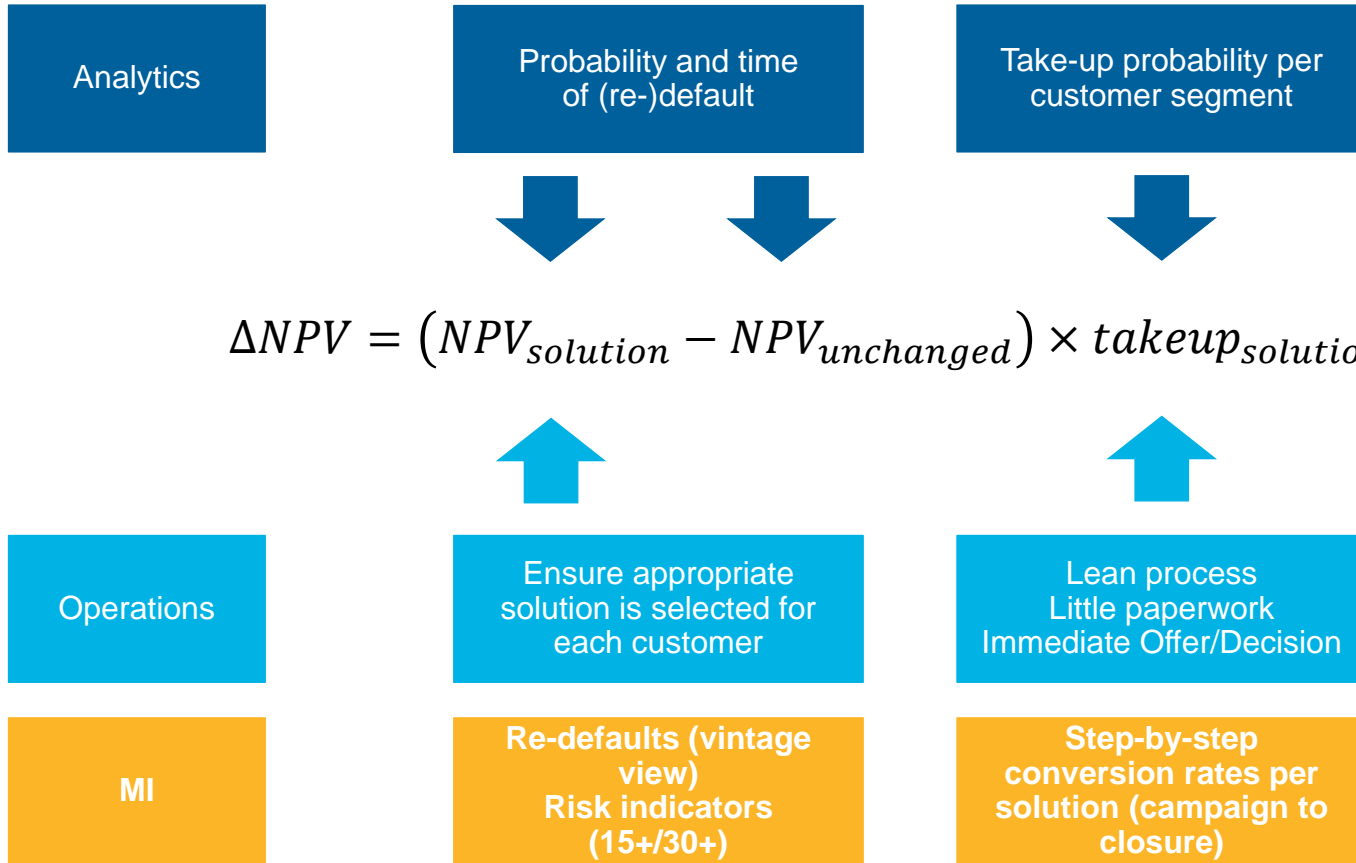 Analytics
Probability and time
of (re-)default
Take-up probability per
customer segment
ΔNPV = (NPV_solution − NPV_unchanged) × takeup_solutio
Operations
Ensure appropriate
solution is selected for
each customer
Lean process
Little paperwork
Immediate Offer/Decision
MI
Re-defaults (vintage
view)
Risk indicators
(15+/30+)
Step-by-step
conversion rates per
solution (campaign to
closure)